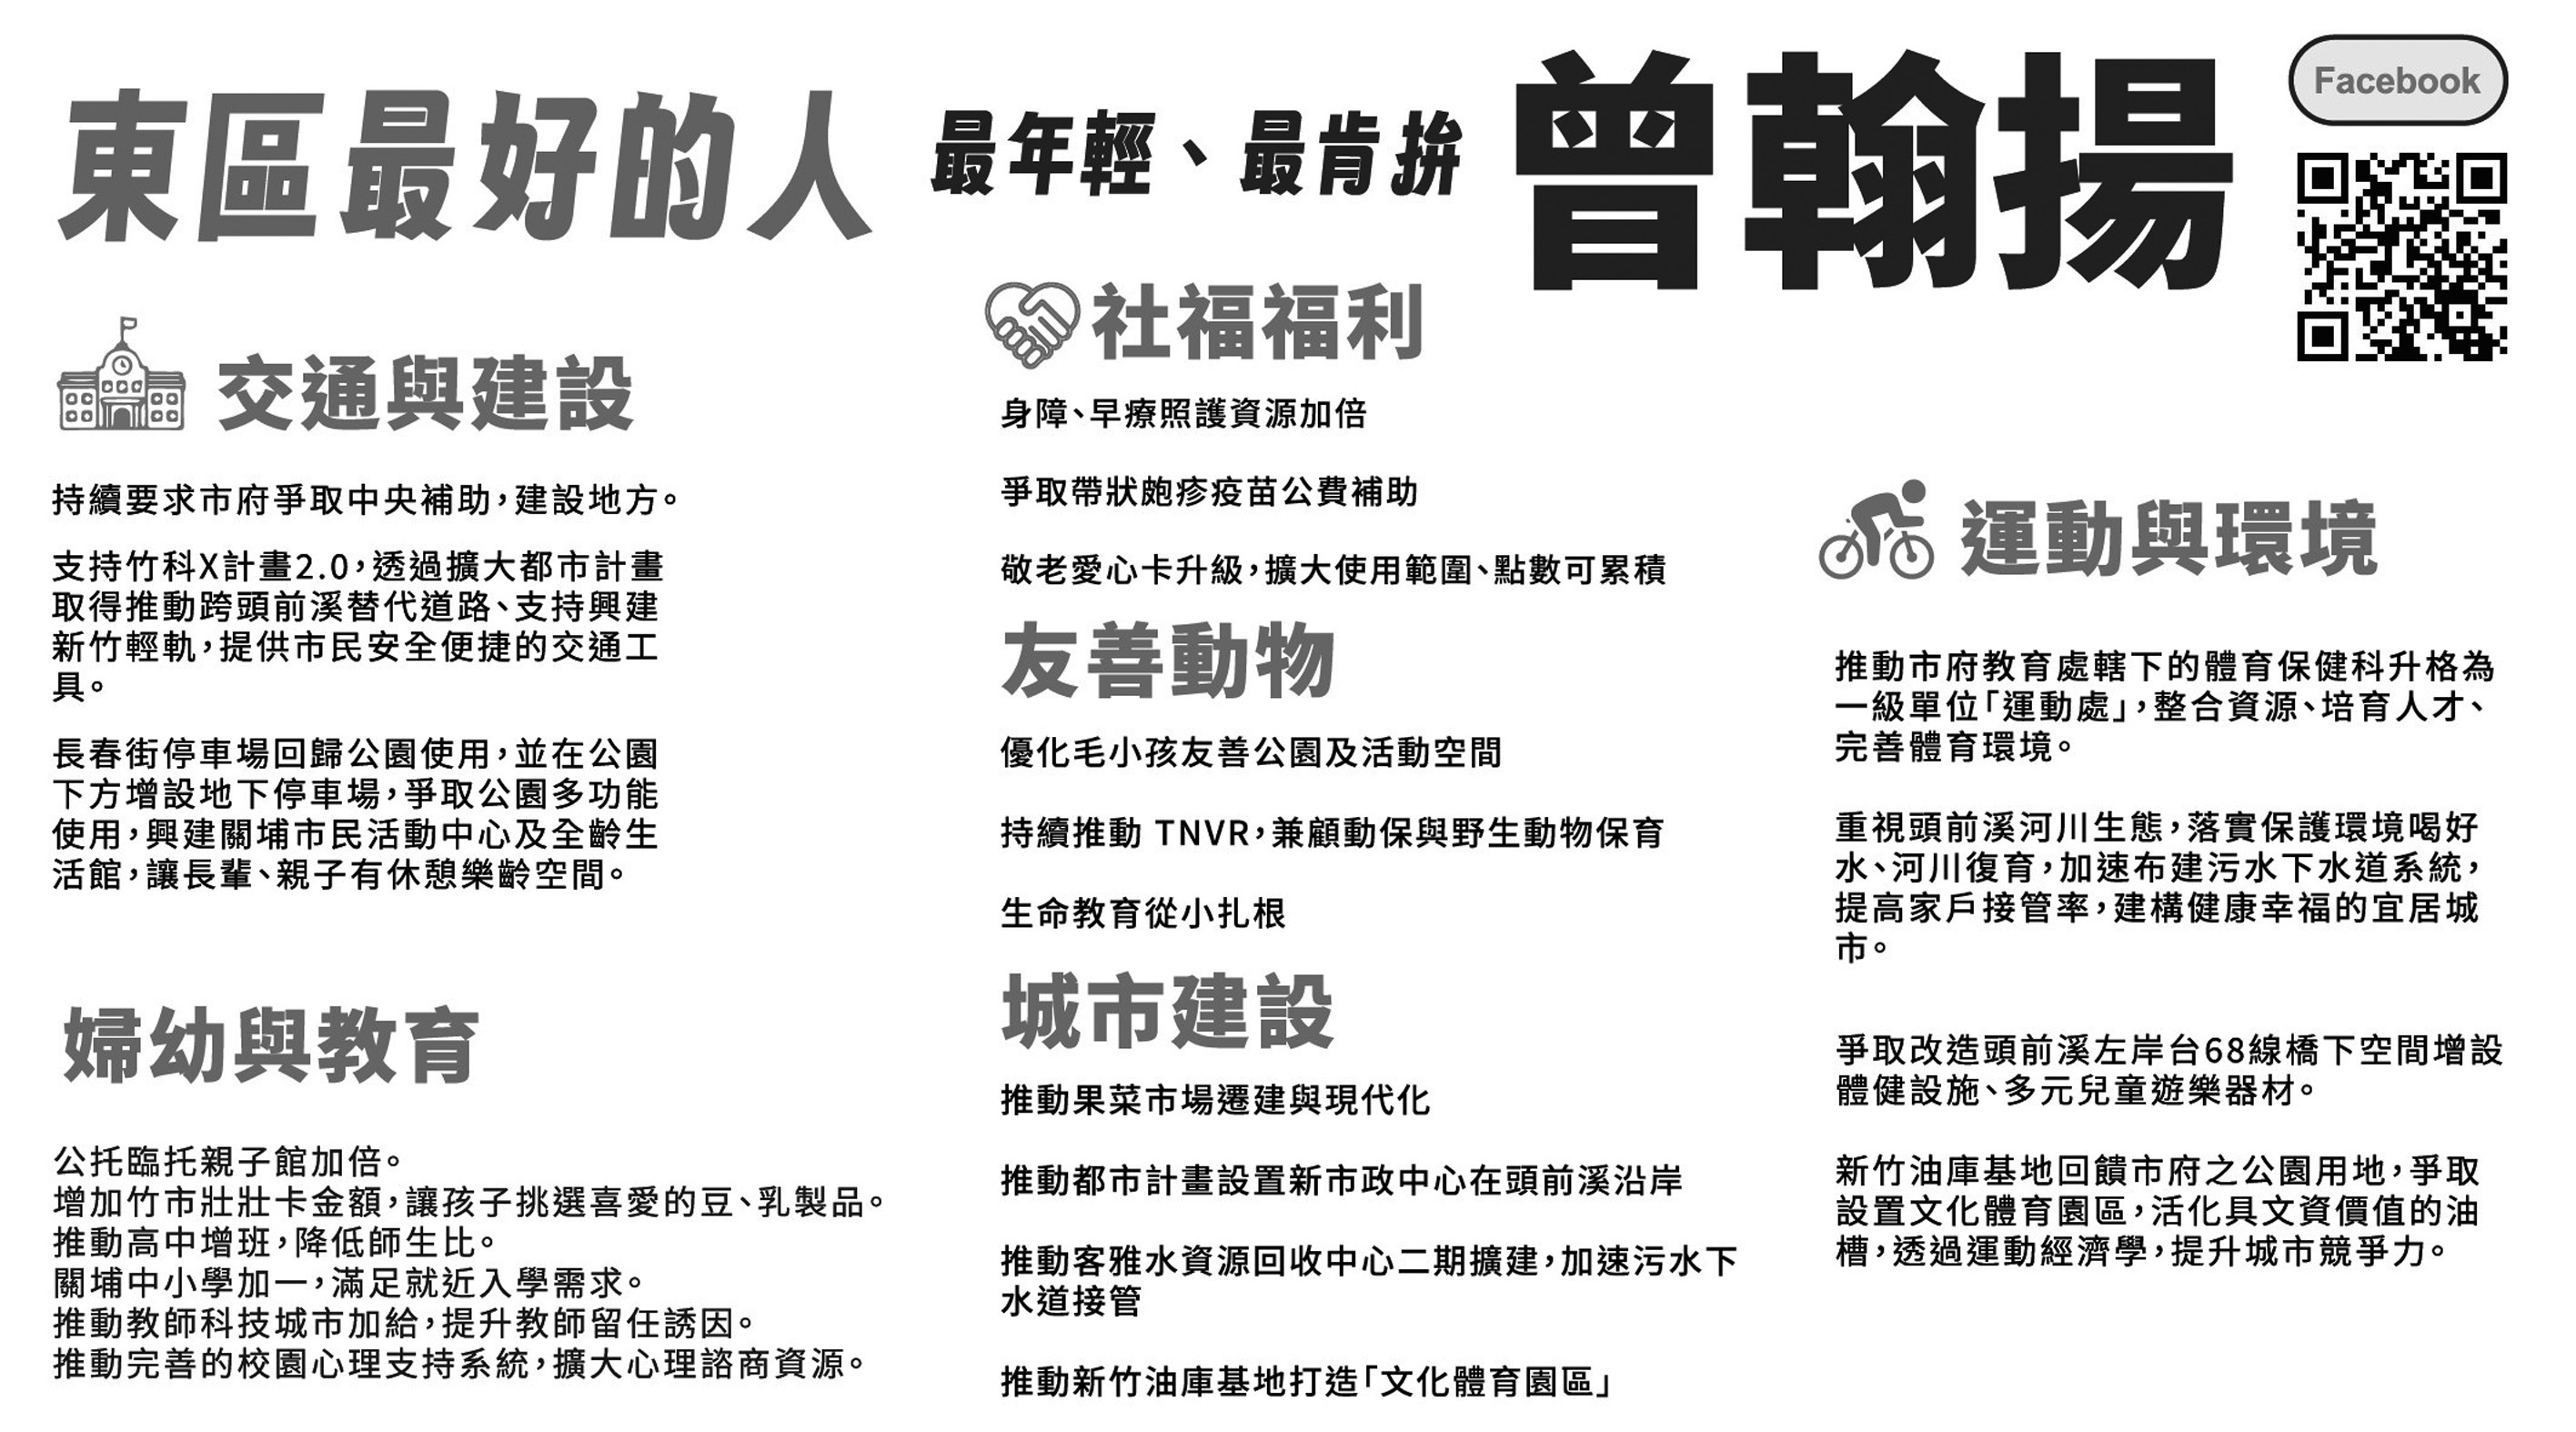 東區最好的人
最年輕、最肯拚
曾翰揚
Facebook
交通與建設
持續要求市府爭取中央補助,建設地方。
支持竹科X計畫2.0,透過擴大都市計畫
取得推動跨頭前溪替代道路、支持興建
新竹輕軌,提供市民安全便捷的交通工
具。
長春街停車場回歸公園使用,並在公園
下方增設地下停車場,爭取公園多功能
使用,興建關埔市民活動中心及全齡生
活館,讓長輩、親子有休憩樂齡空間。
婦幼與教育
公托臨托親子館加倍。
增加竹市壯壯卡金額,讓孩子挑選喜愛的豆、乳製品。
推動高中增班,降低師生比。
關埔中小學加一,滿足就近入學需求。
推動教師科技城市加給,提升教師留任誘因。
推動完善的校園心理支持系統,擴大心理諮商資源。
社福福利
身障、早療照護資源加倍
爭取帶狀皰疹疫苗公費補助
敬老愛心卡升級,擴大使用範圍、點數可累積
友善動物
優化毛小孩友善公園及活動空間
持續推動 TNVR,兼顧動保與野生動物保育
生命教育從小扎根
城市建設
推動果菜市場遷建與現代化
推動都市計畫設置新市政中心在頭前溪沿岸
推動客雅水資源回收中心二期擴建,加速污水下
水道接管
推動新竹油庫基地打造「文化體育園區」
運動與環境
推動市府教育處轄下的體育保健科升格為
一級單位「運動處」,整合資源、培育人才、
完善體育環境。
重視頭前溪河川生態,落實保護環境喝好
水、河川復育,加速布建污水下水道系統,
提高家戶接管率,建構健康幸福的宜居城
市。
爭取改造頭前溪左岸台68線橋下空間增設
體健設施、多元兒童遊樂器材。
新竹油庫基地回饋市府之公園用地,爭取
設置文化體育園區,活化具文資價值的油
槽,透過運動經濟學,提升城市競爭力。